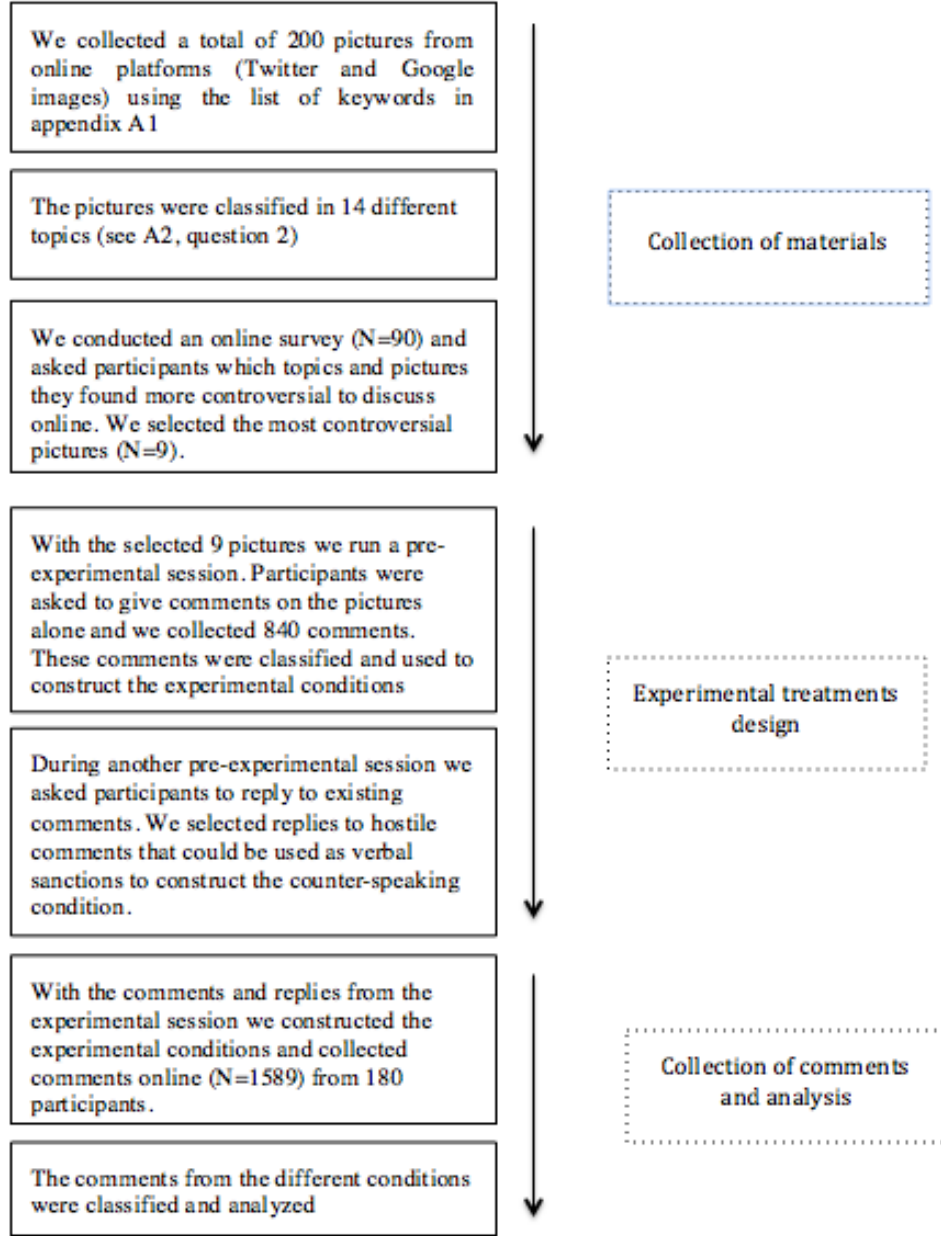 We collected a total of 200 pictures from
online platforms (Twitter and Google
images) using the list of keywords in
appendix A1
The pictures were classified in 14 different
topics (see A2, question 2)
Collection of materials
We conducted an online survey (N=90) and
asked participants which topics and pictures
they found more controversial to discuss
online. We selected the most controversial
pictures (N=9).
With the selected 9 pictures we run a pre-
experimental session. Participants were
asked to give comments on the pictures
alone and we collected 840 comments.
These comments were classified and used to
construct the experimental conditions
Experimental treatments
design
During another pre-experimental session we
asked participants to reply to existing
comments. We selected replies to hostile
comments that could be used as verbal
sanctions to construct the counter-speaking
condition.
With the comments and replies from the
experimental session we constructed the
experimental conditions and collected
comments online (N=1589) from 180
participants.
Collection of comments
and analysis
The comments from the different conditions
were classified and analyzed